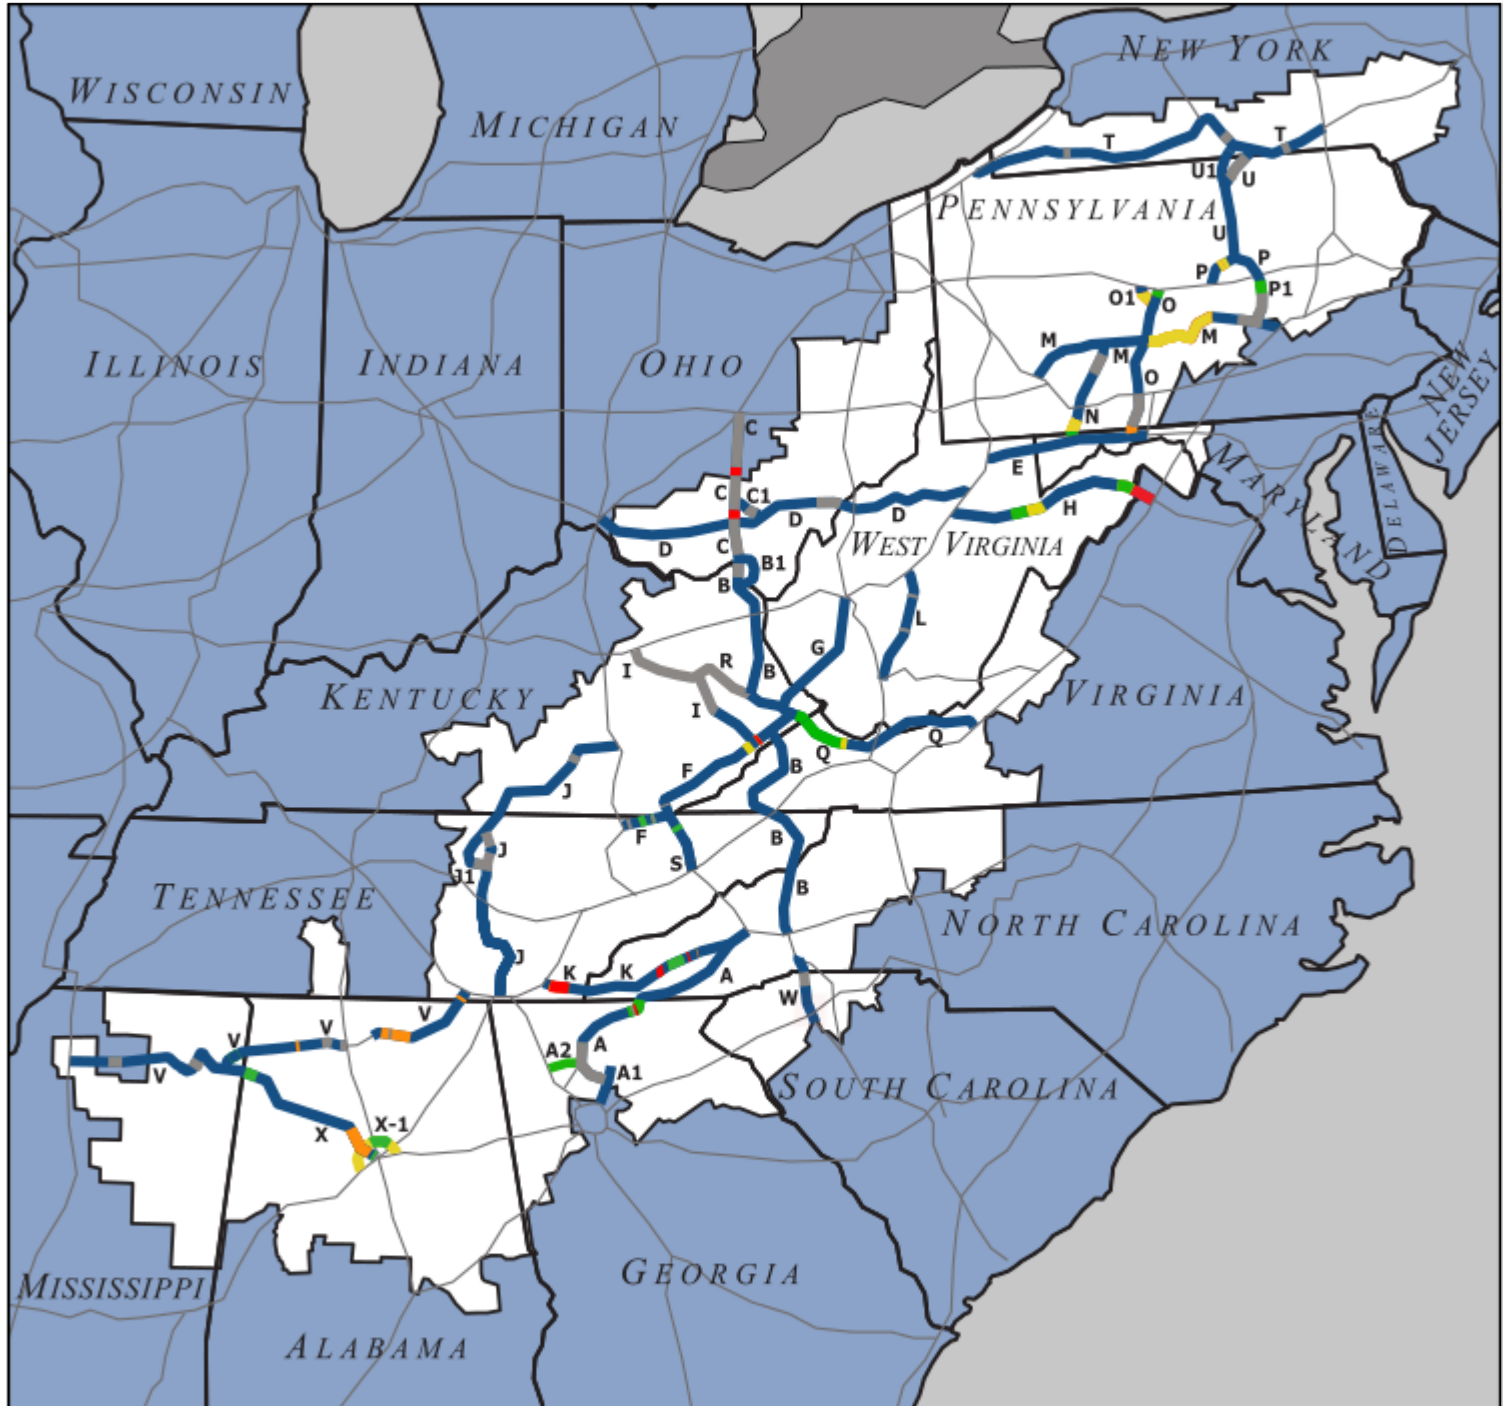 NEW YORK
WISCONSIN
MICHIGAN
T
T
U1
U
PENNSYLVANIA
U
P
P
P1
O1
O
M
M
M
ILLINOIS
INDIANA
OHIO
NEW
JERSEY
O
DELAWARE
N
C
MARYLAND
E
C
C1
D
D
H
D
C
WEST VIRGINIA
B1
B
L
G
I
R
B
KENTUCKY
VIRGINIA
I
Q
Q
B
F
J
F
B
J
S
J1
TENNESSEE
B
NORTH CAROLINA
J
K
K
A
W
V
V
V
A
A2
V
A1
SOUTH CAROLINA
X-1
X
MISSISSIPPI
GEORGIA
ALABAMA